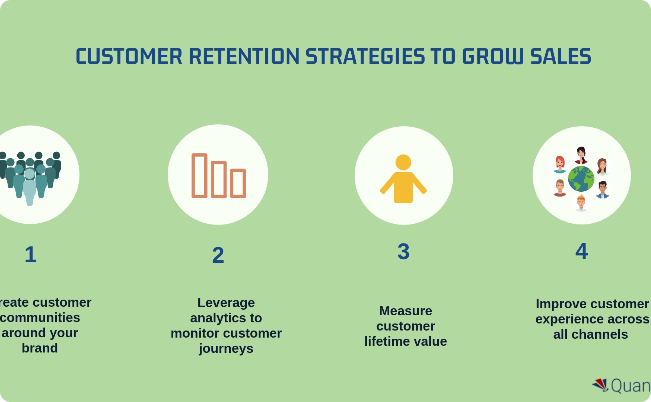 CUSTOMER RETENTION STRATEGIES TO GROW SALES
1
reate customer
communities
around your
brand
2
Leverage
analytics to
monitor customer
journeys
3
Measure
customer
lifetime value
4
Improve customer
experience across
all channels
Quan